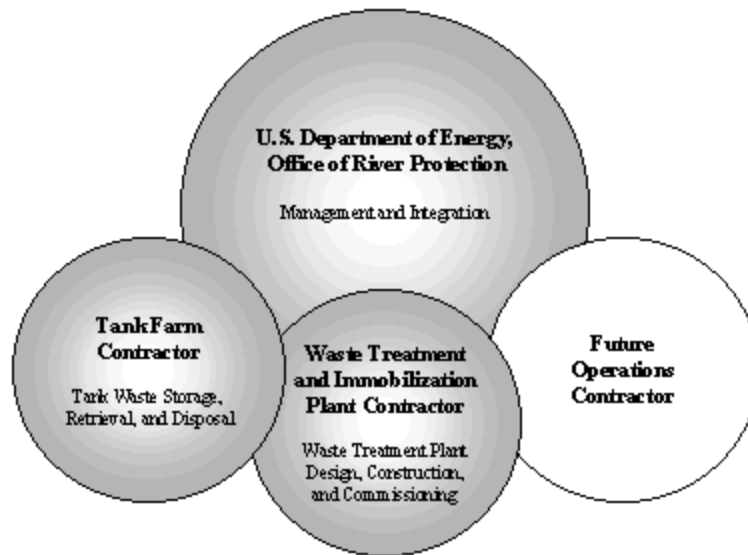 U.S. Department of Energy,
Office of River Protection
Management and Integration
Tank Farm
Contractor
Tank Waste Storage,
Retrieval, and Disposal
Waste Treatment
and Immobilization
Plant Contractor
Waste Treatment Plant
Design, Construction,
and Commissioning
Future
Operations
Contractor